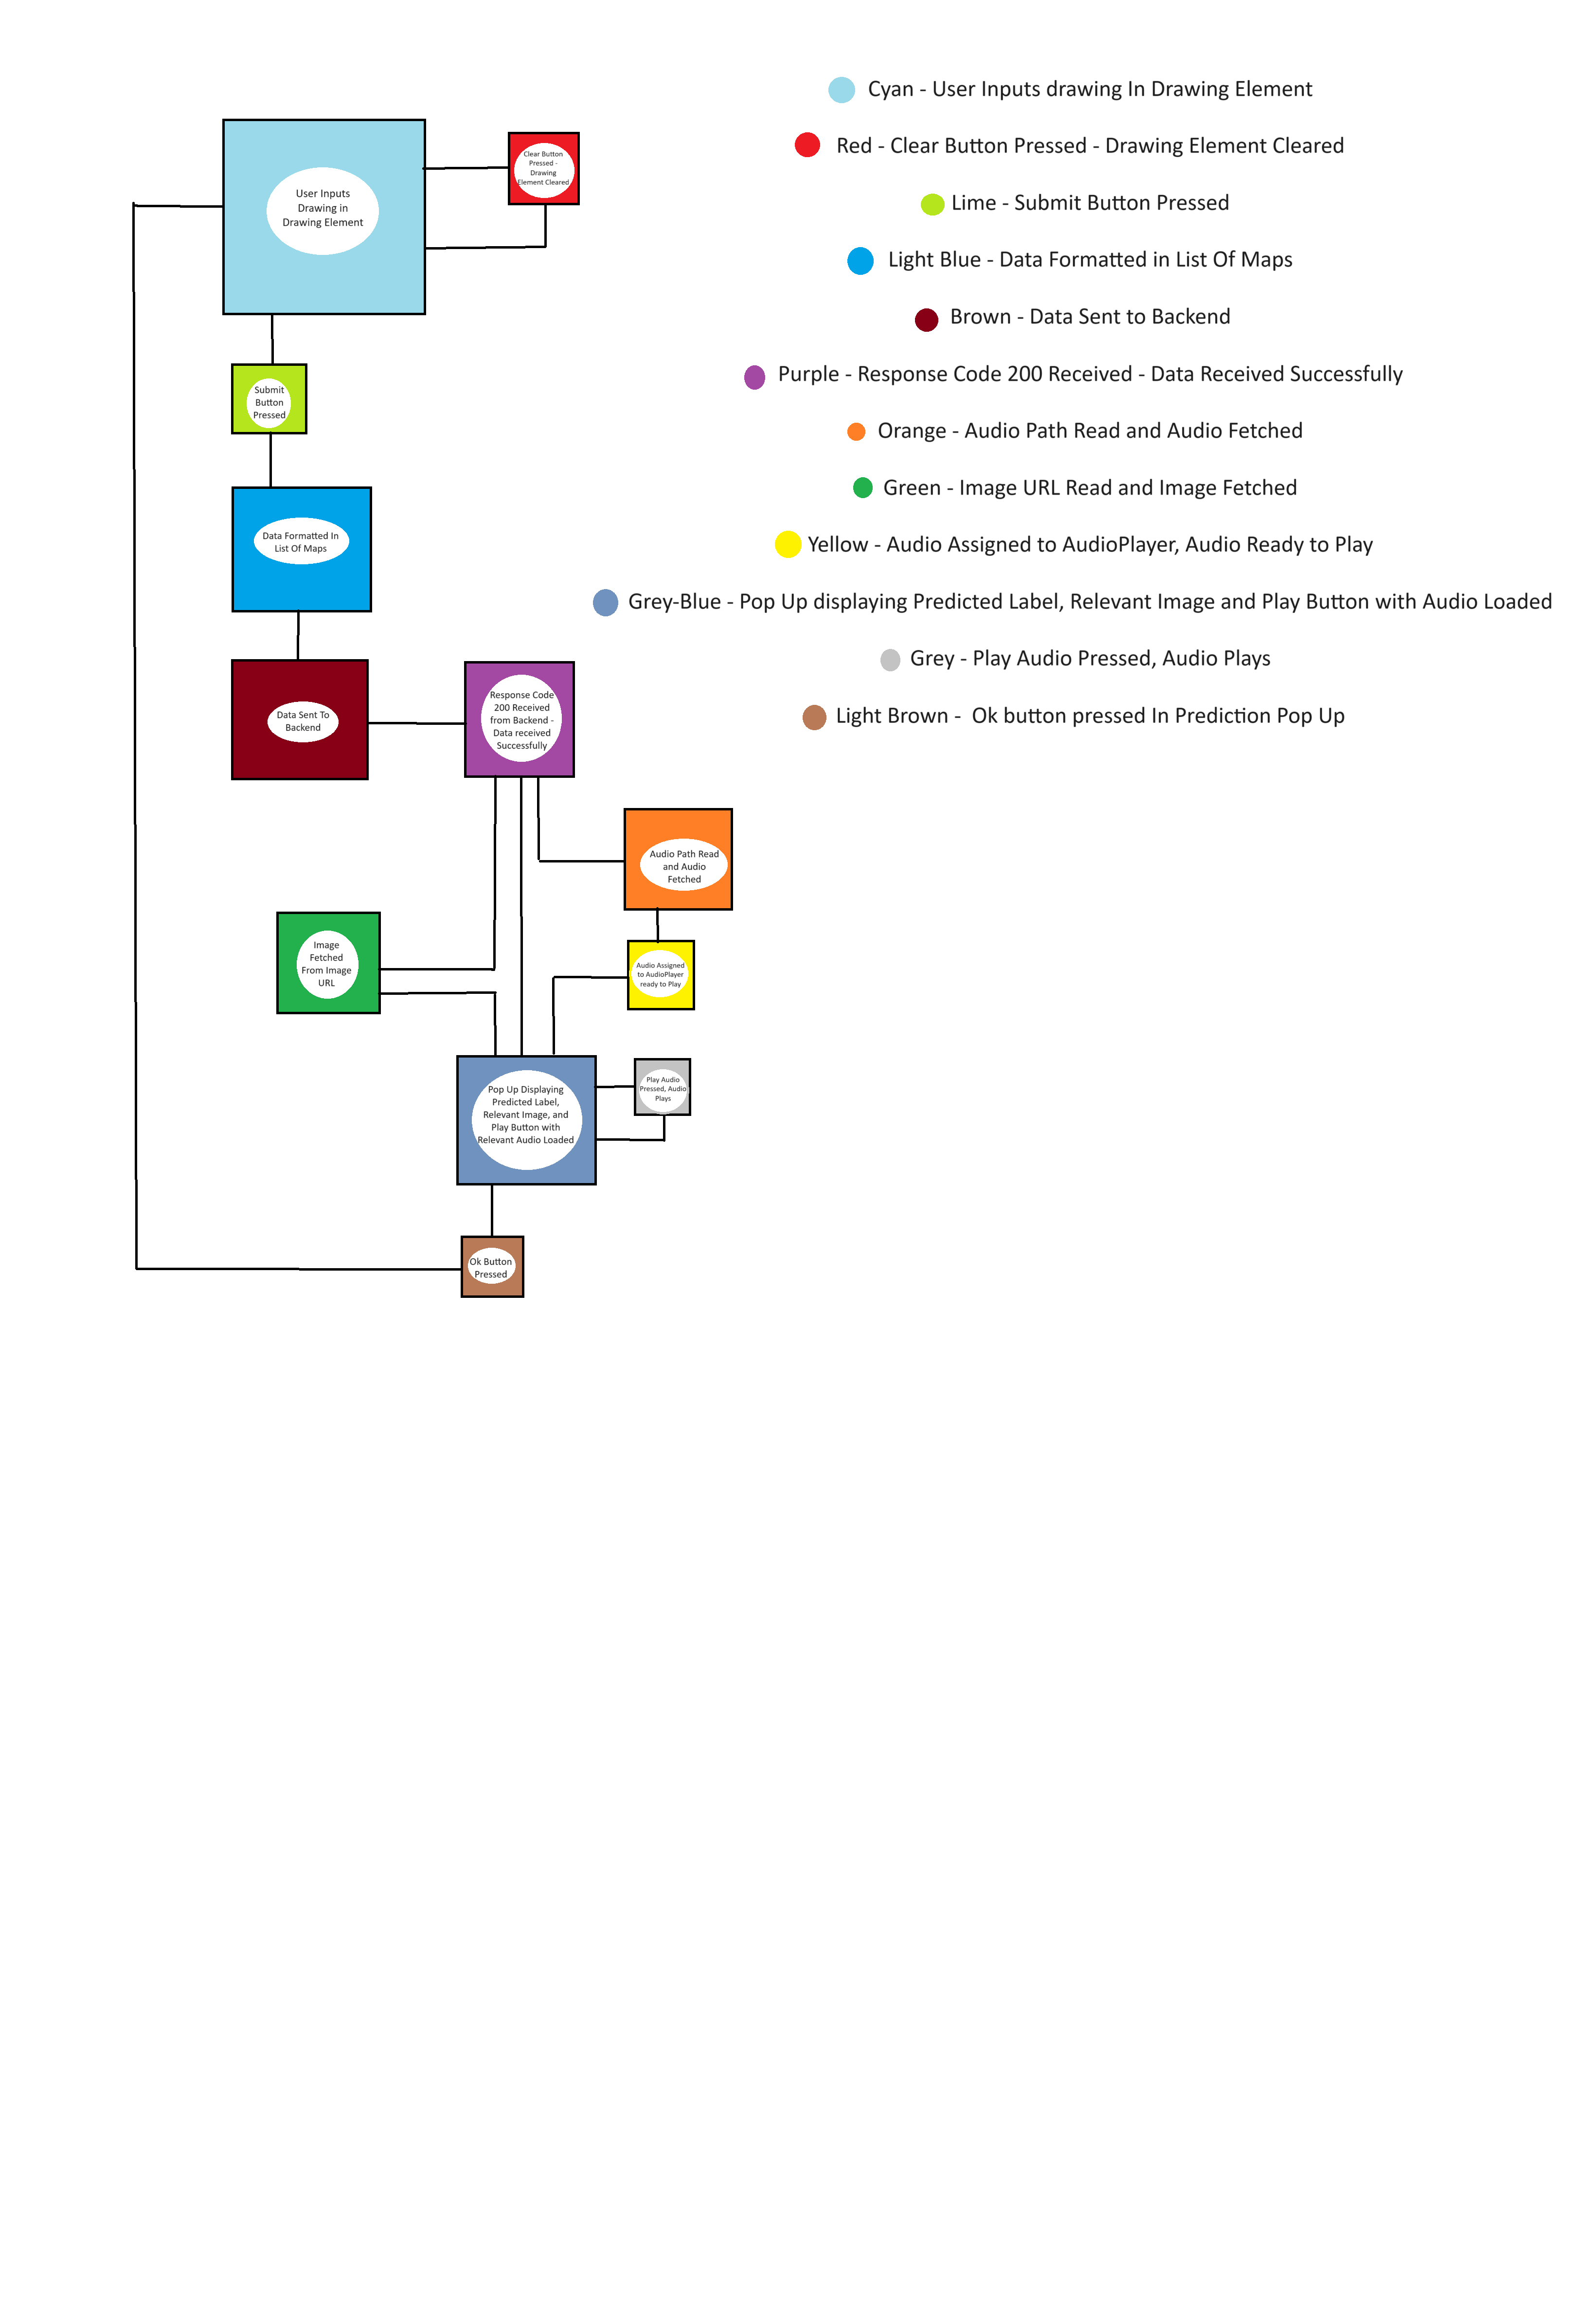 Cyan - User Inputs drawing In Drawing Element
Red - Clear Button Pressed - Drawing Element Cleared
Lime - Submit Button Pressed
Light Blue - Data Formatted in List Of Maps
Brown - Data Sent to Backend
Purple - Response Code 200 Received - Data Received Successfully
Orange - Audio Path Read and Audio Fetched
Green - Image URL Read and Image Fetched
Yellow - Audio Assigned to AudioPlayer, Audio Ready to Play
Grey-Blue - Pop Up displaying Predicted Label, Relevant Image and Play Button with Audio Loaded
Grey - Play Audio Pressed, Audio Plays
Light Brown - Ok button pressed In Prediction Pop Up
User Inputs
Drawing in
Drawing Element
Clear Button
Pressed -
Drawing
Element Cleared
Submit
Button
Pressed
Data Formatted In
List Of Maps
Data Sent To
Backend
Response Code
200 Received
from Backend -
Data received
Successfully
Audio Path Read
and Audio
Fetched
Image
Fetched
From Image
URL
Audio Assigned
to AudioPlayer
ready to Play
Pop Up Displaying
Predicted Label,
Relevant Image, and
Play Button with
Relevant Audio Loaded
Play Audio
Pressed, Audio
Plays
Ok Button
Pressed